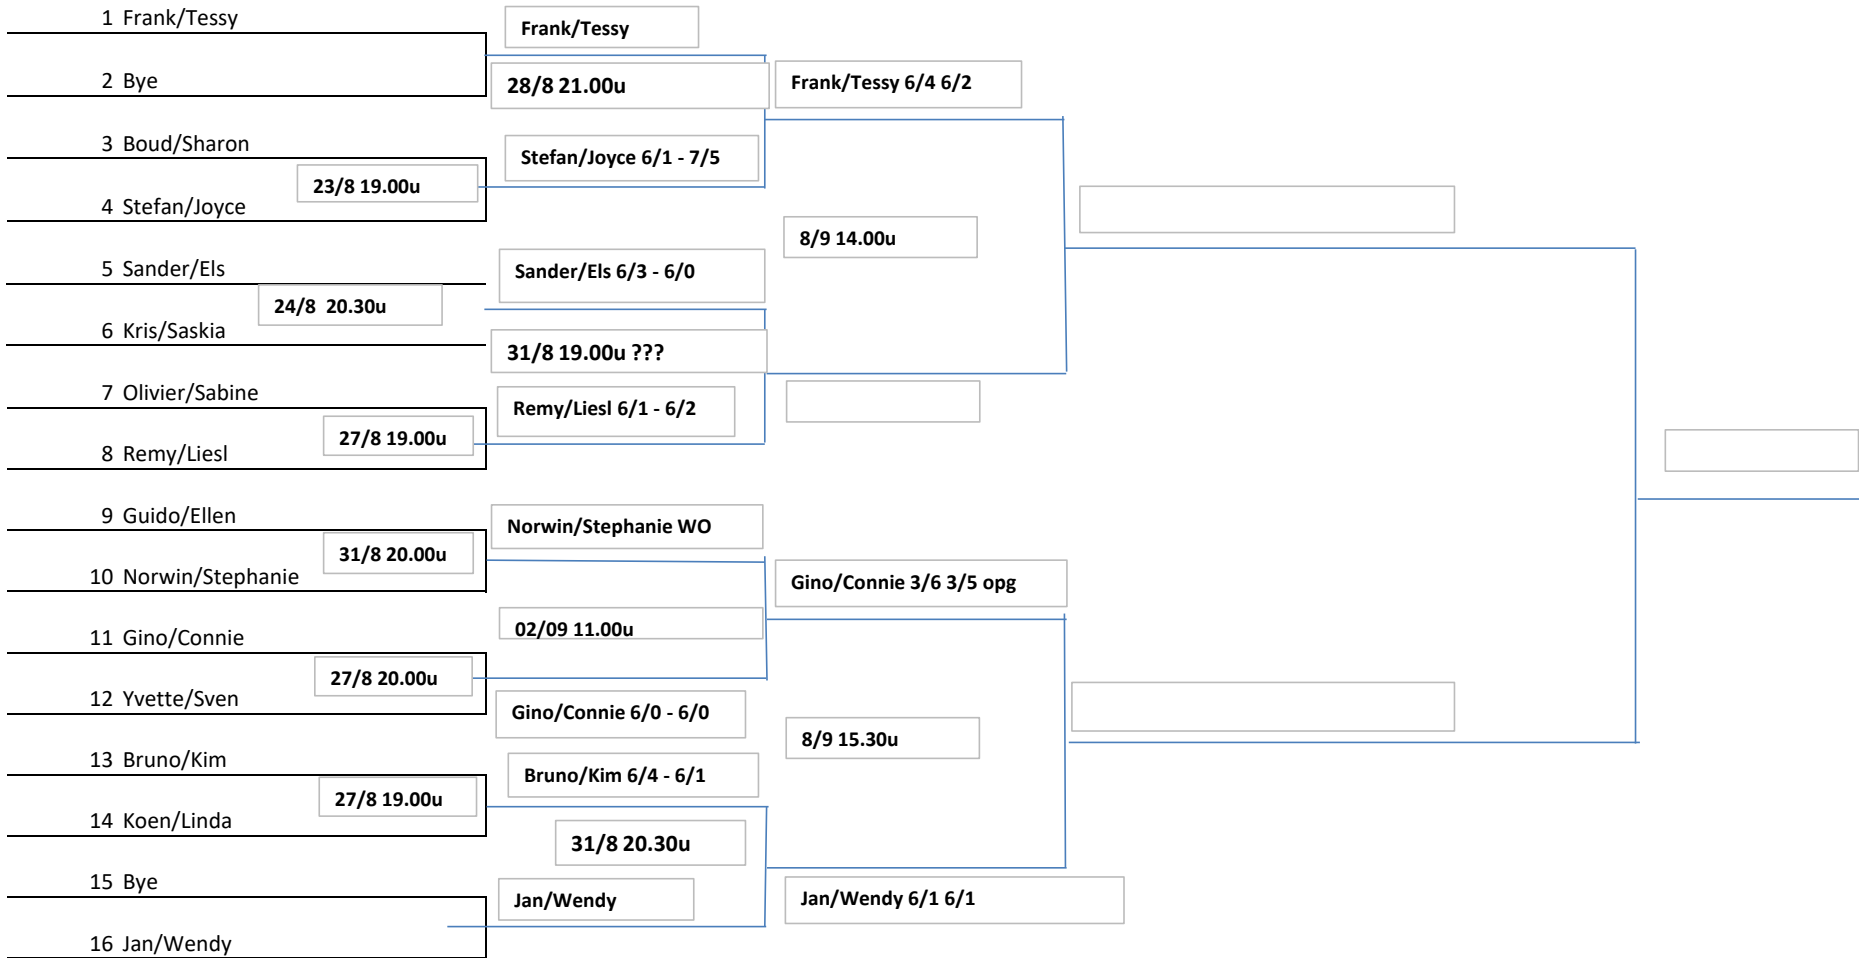 1 Frank/Tessy
2 Bye
3 Boud/Sharon
23/8 19.00u
4 Stefan/Joyce
5 Sander/Els
24/8  20.30u
6 Kris/Saskia
7 Olivier/Sabine
27/8 19.00u
8 Remy/Liesl
9 Guido/Ellen
31/8 20.00u
10 Norwin/Stephanie
11 Gino/Connie
27/8 20.00u
12 Yvette/Sven
13 Bruno/Kim
27/8 19.00u
14 Koen/Linda
15 Bye
16 Jan/Wendy
Frank/Tessy
28/8 21.00u
Stefan/Joyce 6/1 - 7/5
Sander/Els 6/3 - 6/0
31/8 19.00u ???
Remy/Liesl 6/1 - 6/2
Norwin/Stephanie WO
02/09 11.00u
Gino/Connie 6/0 - 6/0
Bruno/Kim 6/4 - 6/1
31/8 20.30u
Jan/Wendy
Frank/Tessy 6/4 6/2
8/9 14.00u
Gino/Connie 3/6 3/5 opg
8/9 15.30u
Jan/Wendy 6/1 6/1